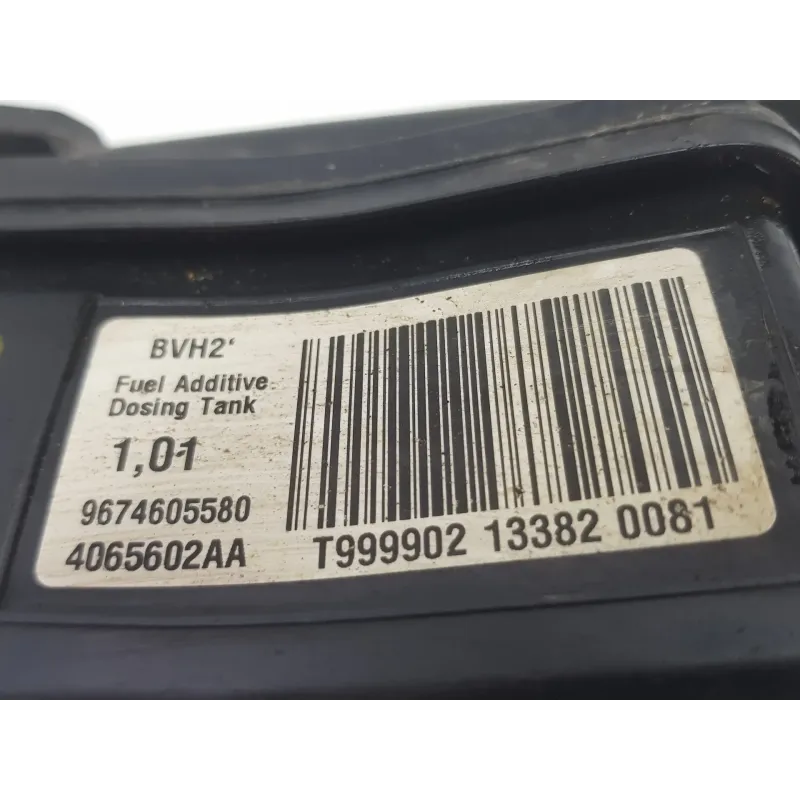 BVH2'
Fuel Additive
Dosing Tank
1,01
9674605580
4065602AA
T999902 13382 0081